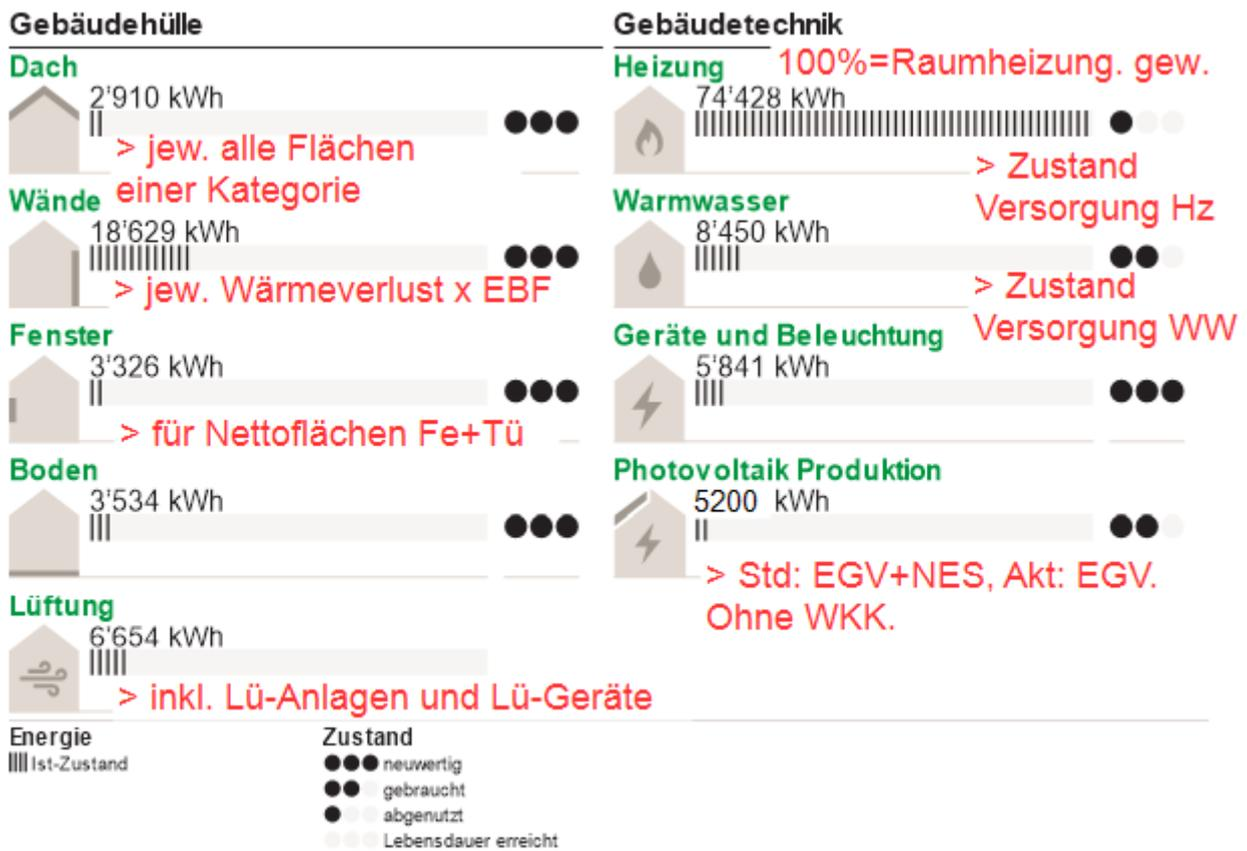 Gebäudehülle
Dach
2'910 kWh
> jew. alle Flächen
einer Kategorie
Wände
18'629 kWh
> jew. Wärmeverlust x EBF
Fenster
3'326 kWh
> für Nettoflächen Fe+Tü
Boden
3'534 kWh
Lüftung
6'654 kWh
> inkl. Lü-Anlagen und Lü-Geräte
Gebäudetechnik
Heizung
100%=Raumheizung. gew.
74'428 kWh
> Zustand
Versorgung Hz
Warmwasser
8'450 kWh
> Zustand
Versorgung WW
Geräte und Beleuchtung
5'841 kWh
Photovoltaik Produktion
5200 kWh
> Std: EGV+NES, Akt: EGV.
Ohne WKK.
Energie
Ist-Zustand
Zustand
neuwertig
gebraucht
abgenutzt
Lebensdauer erreicht